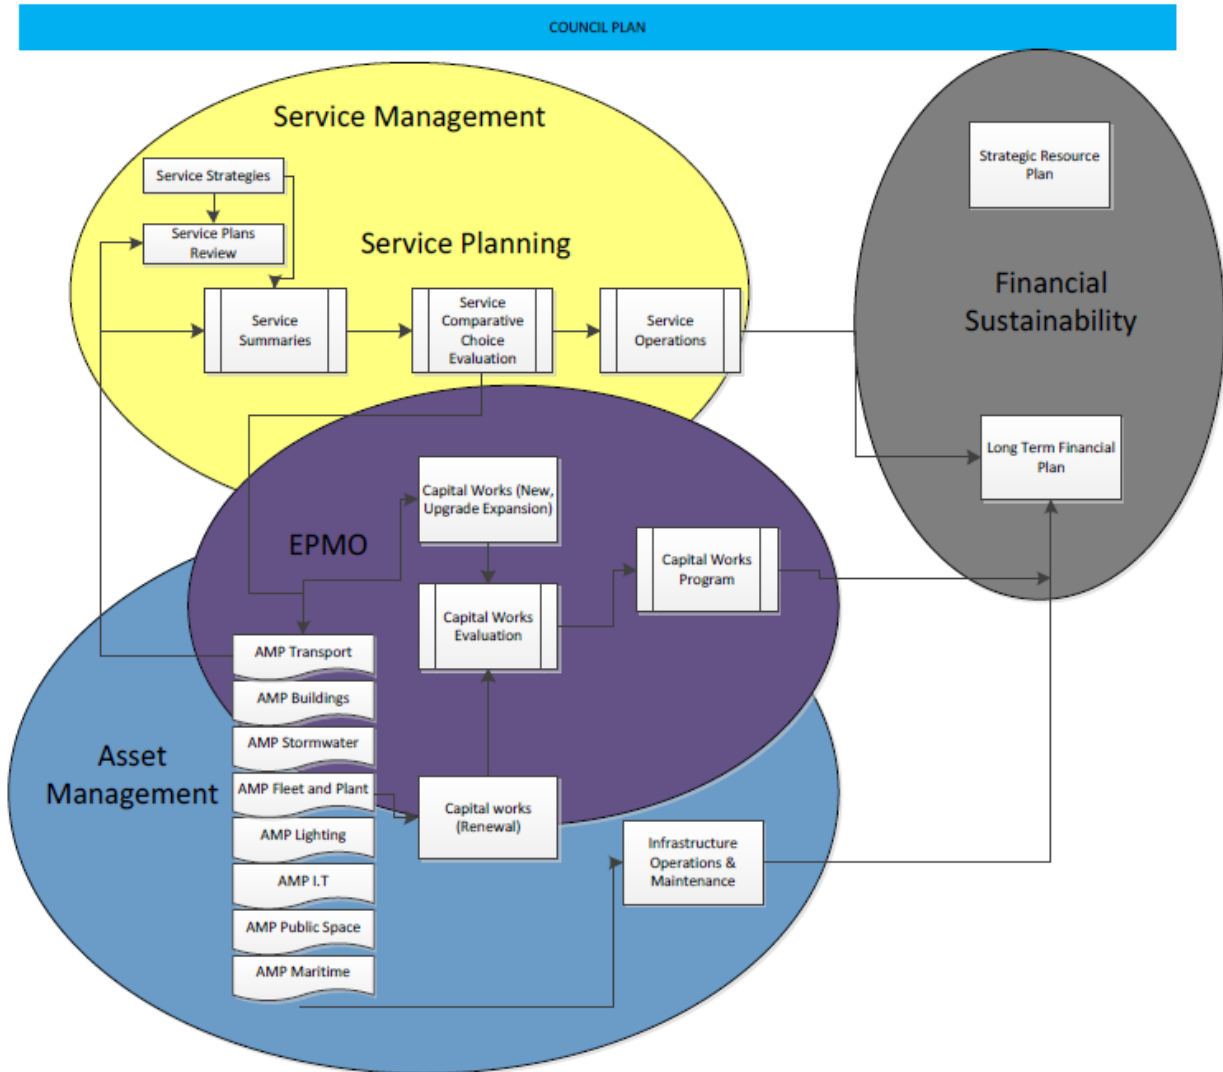 COUNCIL PLAN
Service Management
Service Strategies
Service Plans
Review
Service Planning
Service
Summaries
Service
Comparative
Choice
Evaluation
Service
Operations
Strategic Resource
Plan
Financial
Sustainability
Long Term Financial
Plan
EPMO
Capital Works (New,
Upgrade Expansion)
Capital Works
Evaluation
Capital Works
Program
Asset
Management
AMP Transport
AMP Buildings
AMP Stormwater
AMP Fleet and Plant
AMP Lighting
AMP I.T
AMP Public Space
AMP Maritime
Capital works
(Renewal)
Infrastructure
Operations &
Maintenance